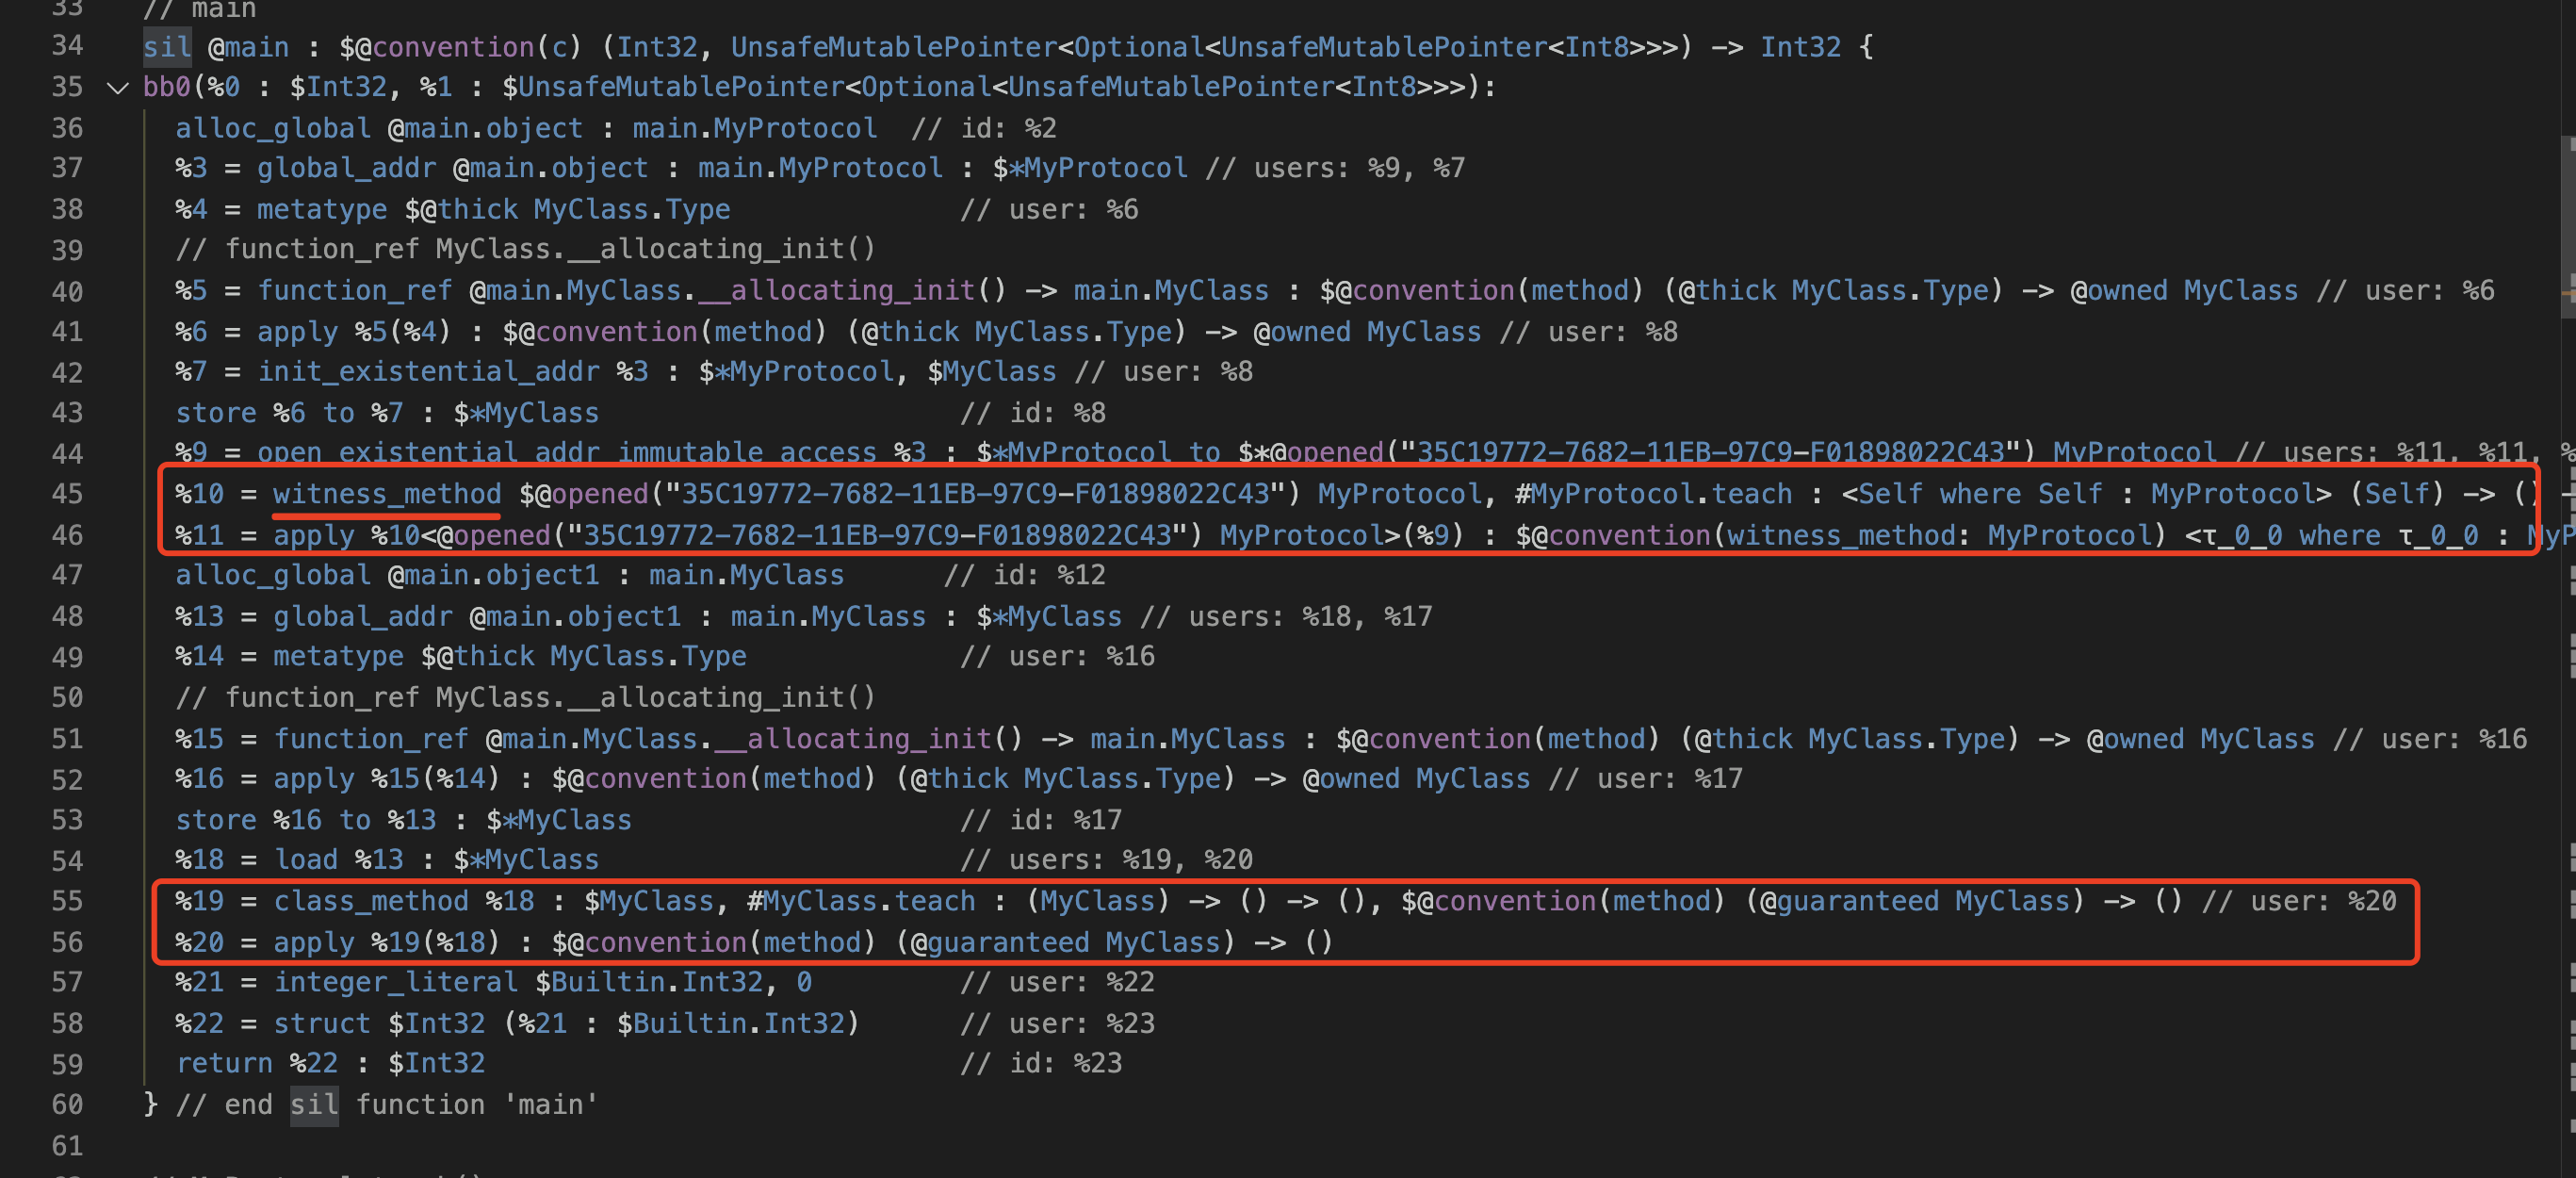 33 // main
34 sil @main : $@convention(c) (Int32, UnsafeMutablePointer<Optional<UnsafeMutablePointer<Int8>>>) -> Int32 {
35 bb0(%0 : $Int32, %1 : $UnsafeMutablePointer<Optional<UnsafeMutablePointer<Int8>>>):
36 alloc_global @main.object : main.MyProtocol // id: %2
37 %3 = global_addr @main.object : main.MyProtocol : $*MyProtocol // users: %9, %7
38 %4 = metatype $@thick MyClass.Type // user: %6
39 // function_ref MyClass.__allocating_init()
40 %5 = function_ref @main.MyClass.__allocating_init() -> main.MyClass : $@convention(method) (@thick MyClass.Type) -> @owned MyClass // user: %6
41 %6 = apply %5(%4) : $@convention(method) (@thick MyClass.Type) -> @owned MyClass // user: %8
42 %7 = init_existential_addr %3 : $*MyProtocol, $MyClass // user: %8
43 store %6 to %7 : $*MyClass // id: %8
44 %9 = open_existential_addr immutable_access %3 : $*MyProtocol to $*@opened("35C19772-7682-11EB-97C9-F01898022C43") MyProtocol // users: %11, %11, %
45 %10 = witness_method $@opened("35C19772-7682-11EB-97C9-F01898022C43") MyProtocol, #MyProtocol.teach : <Self where Self : MyProtocol> (Self) -> () -
46 %11 = apply %10<@opened("35C19772-7682-11EB-97C9-F01898022C43") MyProtocol>(%9) : $@convention(witness_method: MyProtocol) <τ_0_0 where τ_0_0 : MyP
47 alloc_global @main.object1 : main.MyClass // id: %12
48 %13 = global_addr @main.object1 : main.MyClass : $*MyClass // users: %18, %17
49 %14 = metatype $@thick MyClass.Type // user: %16
50 // function_ref MyClass.__allocating_init()
51 %15 = function_ref @main.MyClass.__allocating_init() -> main.MyClass : $@convention(method) (@thick MyClass.Type) -> @owned MyClass // user: %16
52 %16 = apply %15(%14) : $@convention(method) (@thick MyClass.Type) -> @owned MyClass // user: %17
53 store %16 to %13 : $*MyClass // id: %17
54 %18 = load %13 : $*MyClass // users: %19, %20
55 %19 = class_method %18 : $MyClass, #MyClass.teach : (MyClass) -> () -> (), $@convention(method) (@guaranteed MyClass) -> () // user: %20
56 %20 = apply %19(%18) : $@convention(method) (@guaranteed MyClass) -> ()
57 %21 = integer_literal $Builtin.Int32, 0 // user: %22
58 %22 = struct $Int32 (%21 : $Builtin.Int32) // user: %23
59 return %22 : $Int32 // id: %23
60 } // end sil function 'main'
61